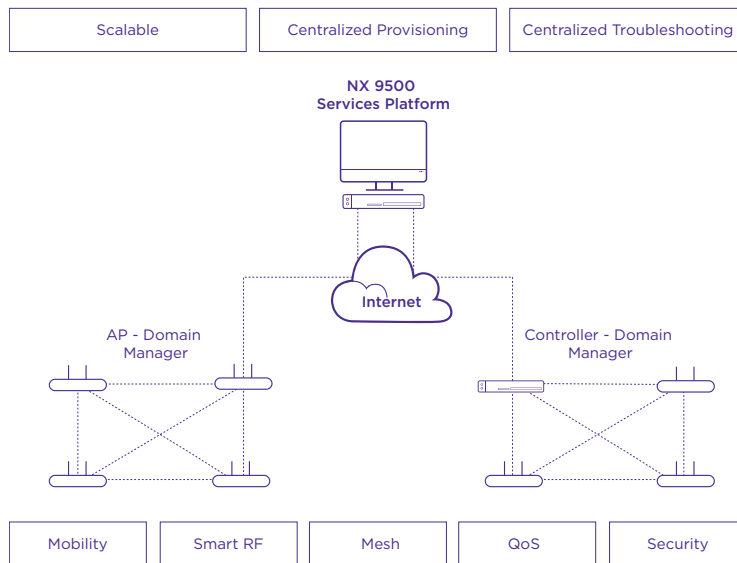 Scalable
Centralized Provisioning
Centralized Troubleshooting
NX 9500
Services Platform
Internet
AP - Domain
Manager
Controller - Domain
Manager
Mobility
Smart RF
Mesh
QoS
Security